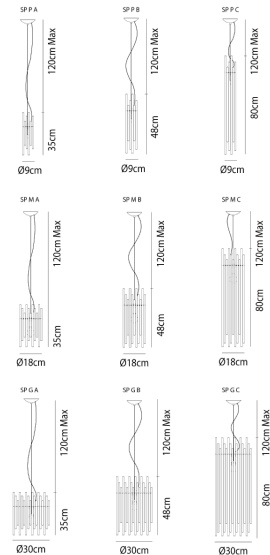 SP P A
120cm Max
35cm
Ø9cm
SP P B
120cm Max
48cm
Ø9cm
SP P C
120cm Max
80cm
Ø9cm
SP M A
120cm Max
35cm
Ø18cm
SP M B
120cm Max
48cm
Ø18cm
SP M C
120cm Max
80cm
Ø18cm
SP G A
120cm Max
35cm
Ø30cm
SP G B
120cm Max
48cm
Ø30cm
SP G C
120cm Max
80cm
Ø30cm